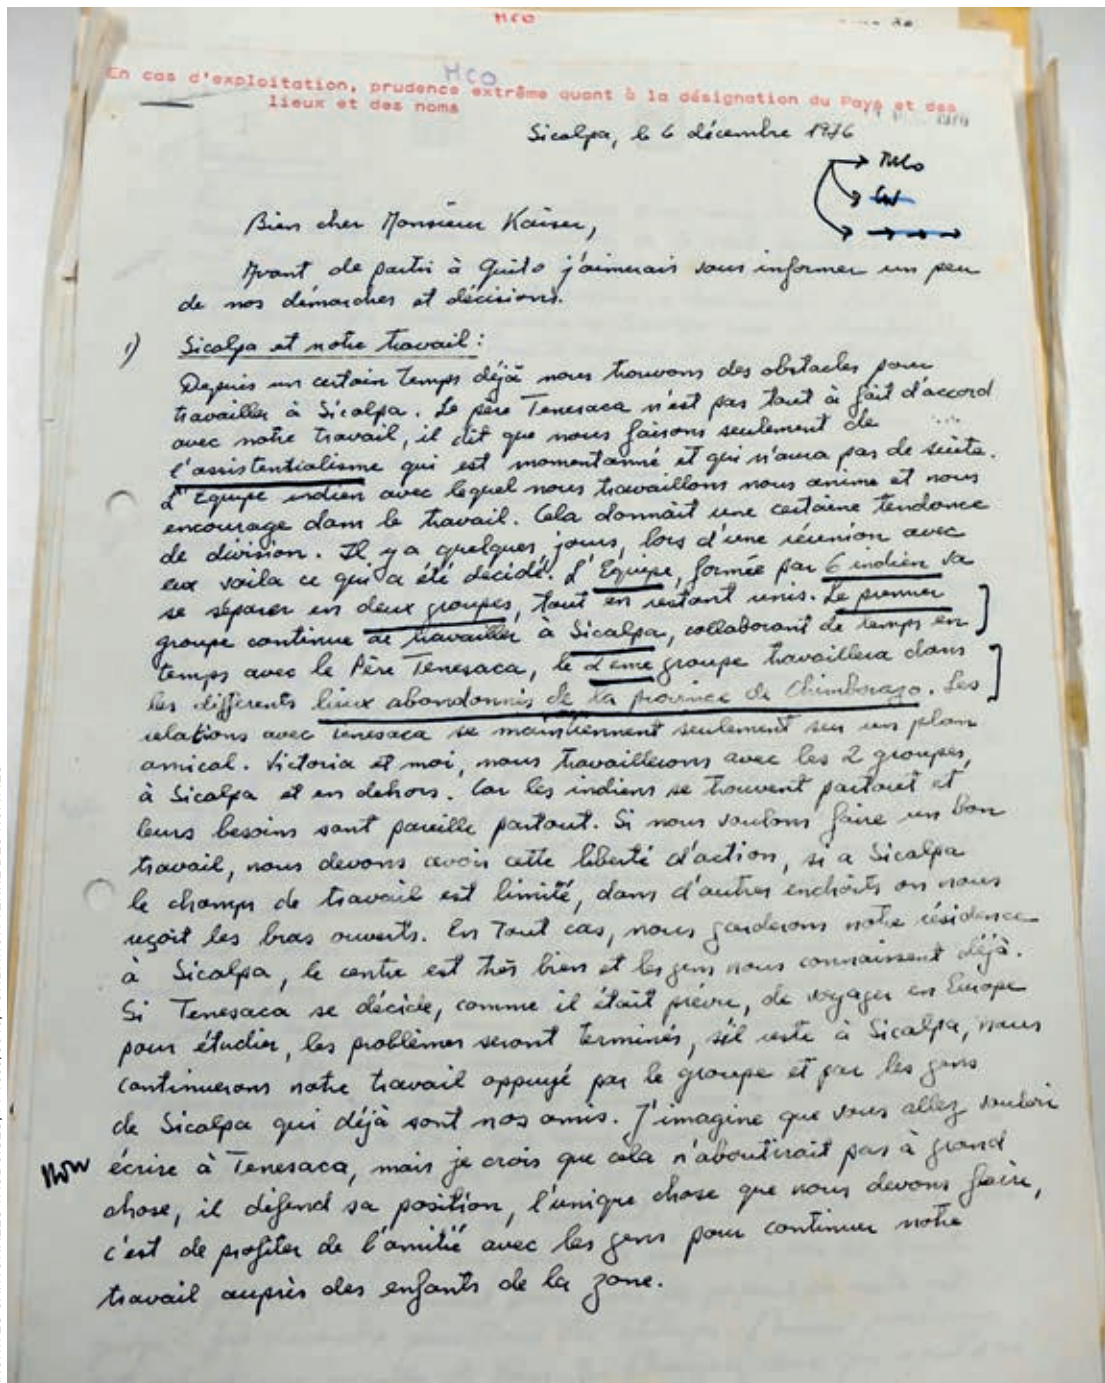 MCO
MCO
En cas d'exploitation, prudence extrême quant à la désignation du Pays et des
lieux et des noms
Sicalpa, le 6 décembre 1976
Bien cher Monsieur Kaiser,
Avant de partir à Quito j'aimerais vous informer un peu
de nos démarches et décisions.
1) Sicalpa et notre travail :
Depuis un certain temps déjà nous trouvons des obstacles pour
travailler à Sicalpa. Le père Tenesaca n'est pas tout à fait d'accord
avec notre travail, il dit que nous faisons seulement de
l'assistentialisme qui est momentanné et qui n'aura pas de suite.
L'Equipe indien avec lequel nous travaillons nous anime et nous
encourage dans le travail. Cela donnait une certaine tendance
de division. Il y a quelques jours, lors d'une réunion avec
eux voila ce qui a été décidé. L'Equipe, formée par 6 indien va
se séparer en deux groupes, tout en restant unis. Le premier
groupe continue de travailler à Sicalpa, collaborant de temps en
temps avec le Père Tenesaca, le 2ème groupe travaillera dans
les différents lieux abandonnés de la province de Chimborazo. Les
relations avec Tenesaca se maintiennent seulement sur un plan
amical. Victoria et moi, nous travaillerons avec les 2 groupes,
à Sicalpa et en dehors. Car les indiens se trouvent partout et
leurs besoins sont pareille partout. Si nous voulons faire un bon
travail, nous devons avoir cette liberté d'action, si a Sicalpa
le champs de travail est limité, dans d'autres endroits on nous
reçoit les bras ouverts. En tout cas, nous garderons notre résidence
à Sicalpa, le centre est très bien et les gens nous connaissent déjà.
Si Tenesaca se décide, comme il était prévu, de voyager en Europe
pour étudier, les problèmes seront terminés, s'il reste à Sicalpa, nous
continuerons notre travail appuyé par le groupe et par les gens
de Sicalpa qui déjà sont nos amis. J'imagine que vous allez vouloir
écrire à Tenesaca, mais je crois que cela n'aboutirait pas à grand
chose, il défend sa position, l'unique chose que nous devons faire,
c'est de profiter de l'amitié avec les gens pour continuer notre
travail auprès des enfants de la zone.